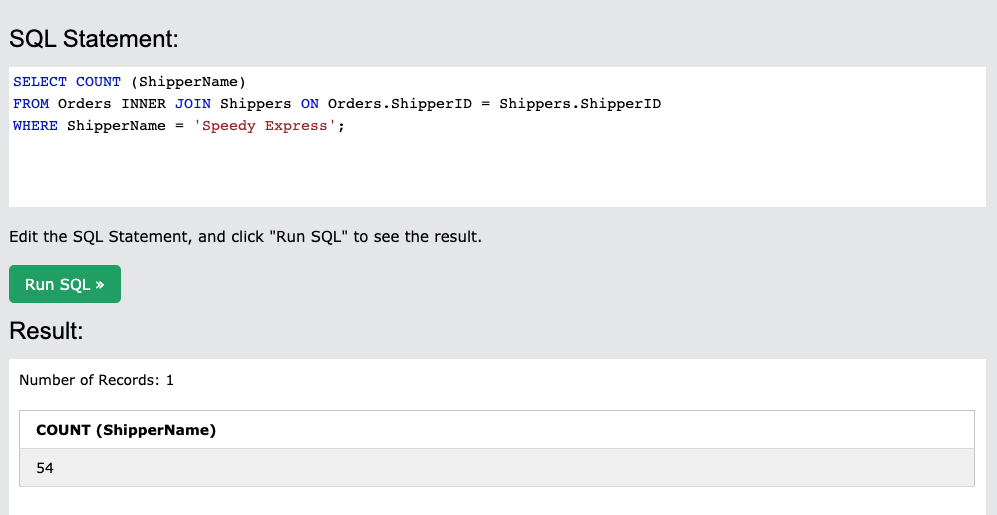 SQL Statement:
SELECT COUNT (ShipperName)
FROM Orders INNER JOIN Shippers ON Orders.ShipperID = Shippers.ShipperID
WHERE ShipperName = 'Speedy Express';
Edit the SQL Statement, and click "Run SQL" to see the result.
Run SQL »
Result:
Number of Records: 1
COUNT (ShipperName)
54